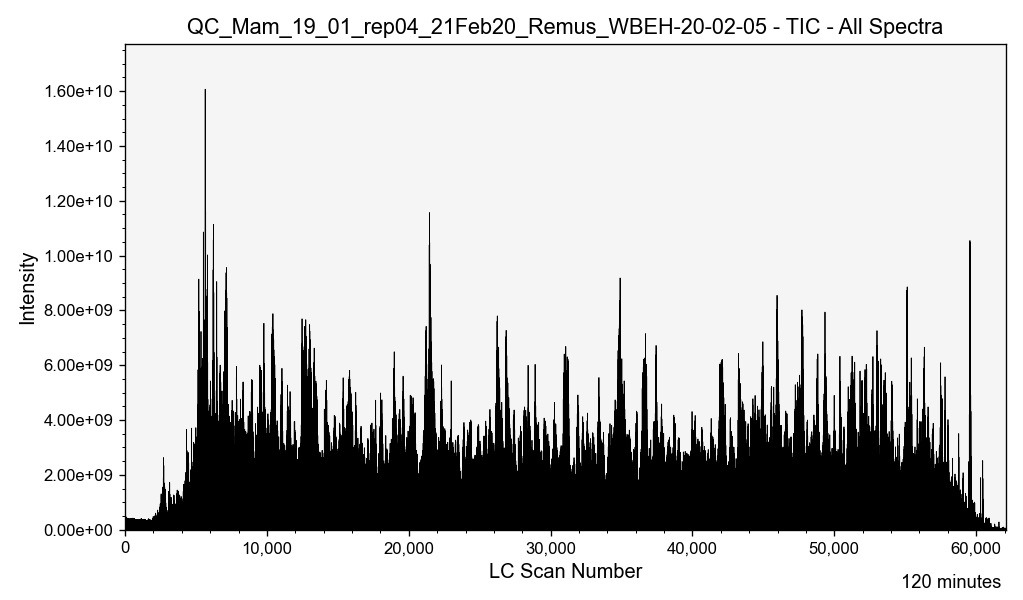 QC_Mam_19_01_rep04_21Feb20_Remus_WBEH-20-02-05 - TIC - All Spectra
1.60e+10
1.40e+10
1.20e+10
1.00e+10
8.00e+09
6.00e+09
4.00e+09
2.00e+09
0.00e+00
Intensity
0 10,000 20,000 30,000 40,000 50,000 60,000
LC Scan Number
120 minutes